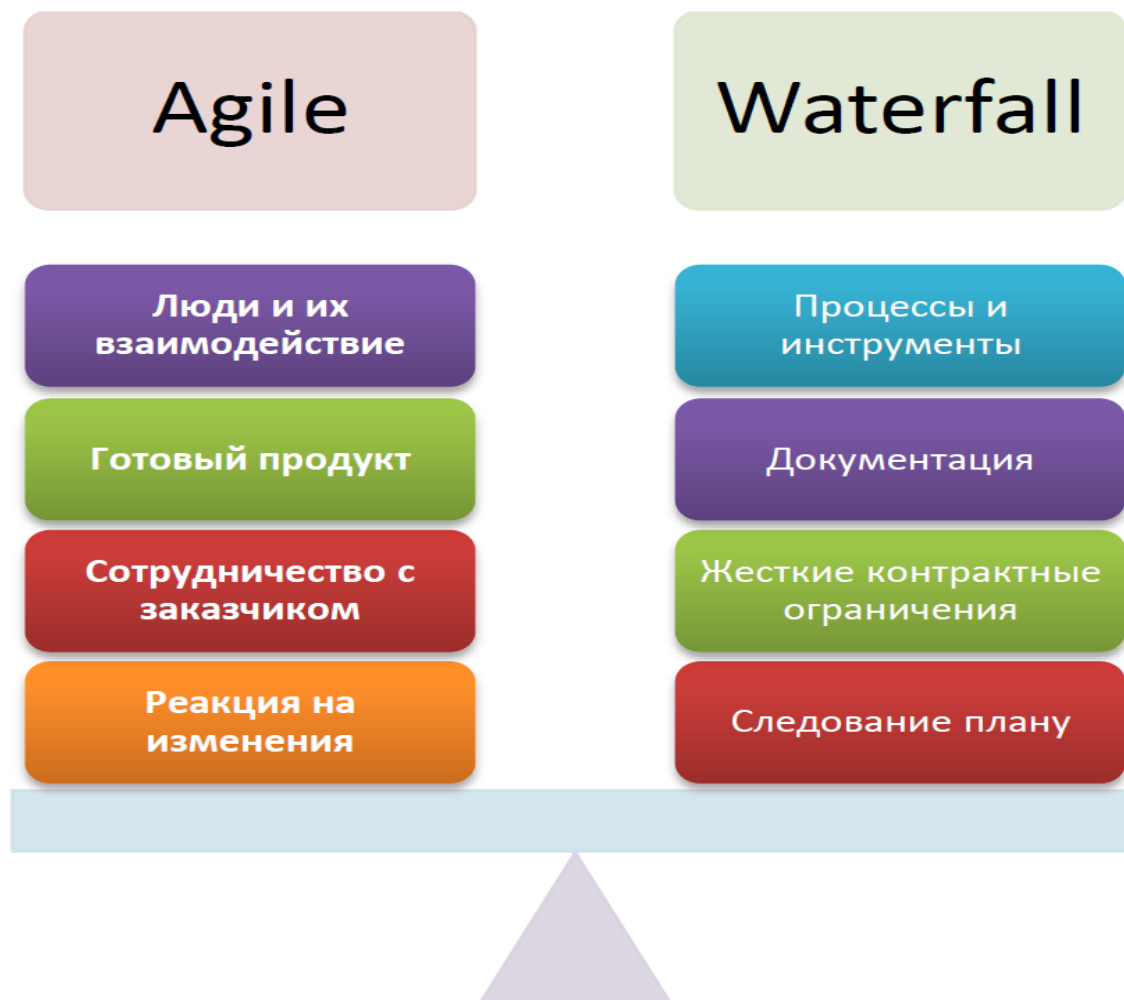 Agile
Waterfall
Люди и их
взаимодействие
Готовый продукт
Сотрудничество с
заказчиком
Реакция на
изменения
Процессы и
инструменты
Документация
Жесткие контрактные
ограничения
Следование плану